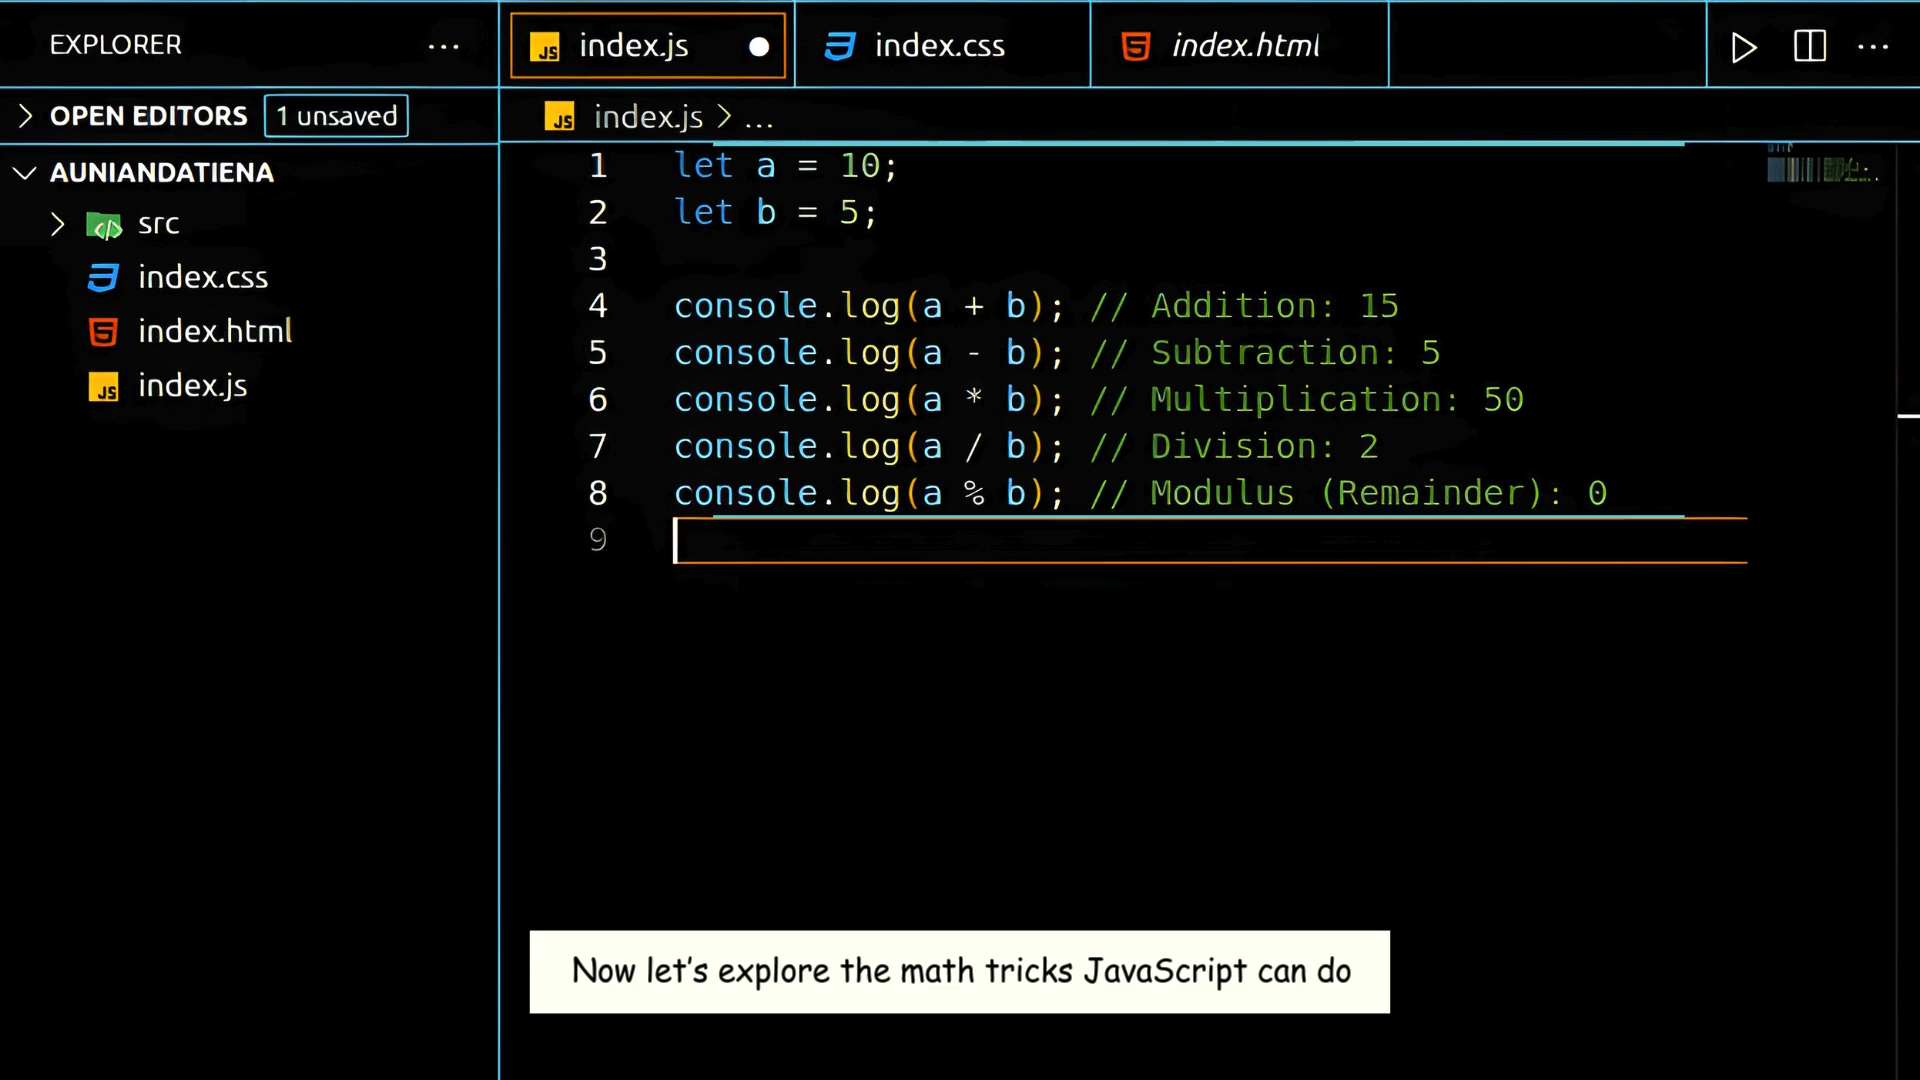 EXPLORER ...
OPEN EDITORS 1 unsaved
AUNIANDATIENA
src
index.css
index.html
index.js
index.js index.css index.html ...
index.js > ...
1 let a = 10;
2 let b = 5;
3
4 console.log(a + b); // Addition: 15
5 console.log(a - b); // Subtraction: 5
6 console.log(a * b); // Multiplication: 50
7 console.log(a / b); // Division: 2
8 console.log(a % b); // Modulus (Remainder): 0
9
Now let's explore the math tricks JavaScript can do